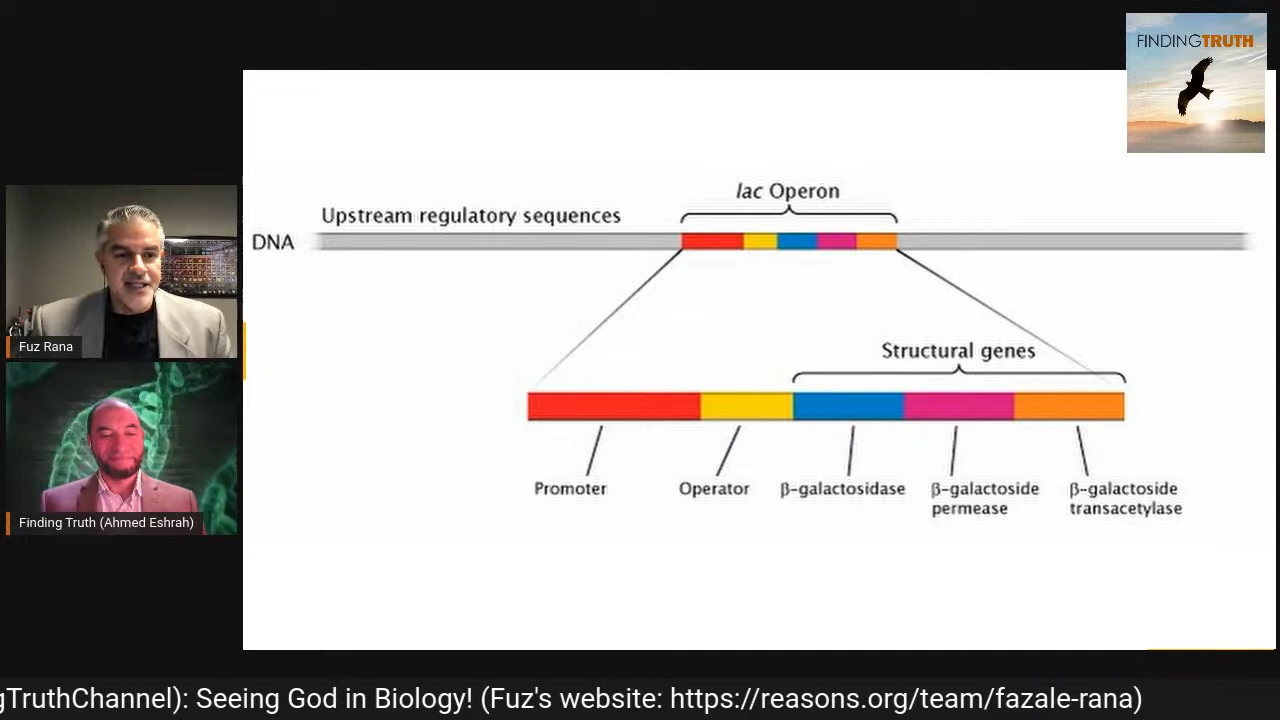 FINDINGTRUTH
lac Operon
Upstream regulatory sequences
DNA
Structural genes
Promoter
Operator
β-galactosidase
β-galactoside
permease
β-galactoside
transacetylase
Fuz Rana
Finding Truth (Ahmed Eshrah)
gTruthChannel): Seeing God in Biology! (Fuz's website: https://reasons.org/team/fazale-rana)